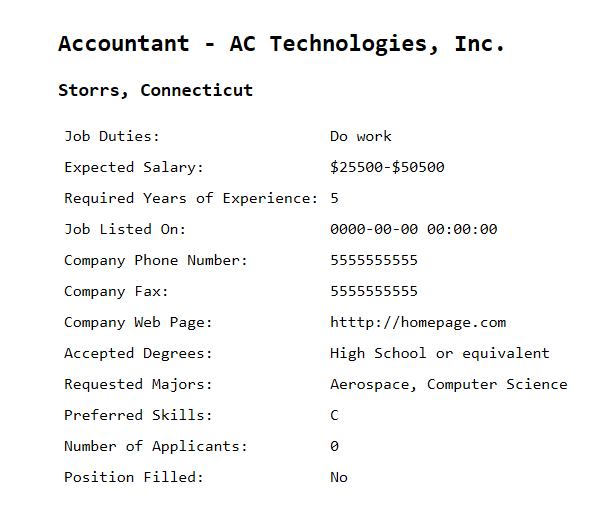 Accountant - AC Technologies, Inc.
Storrs, Connecticut
Job Duties: Do work
Expected Salary: $25500-$50500
Required Years of Experience: 5
Job Listed On: 0000-00-00 00:00:00
Company Phone Number: 5555555555
Company Fax: 5555555555
Company Web Page: htttp://homepage.com
Accepted Degrees: High School or equivalent
Requested Majors: Aerospace, Computer Science
Preferred Skills: C
Number of Applicants: 0
Position Filled: No